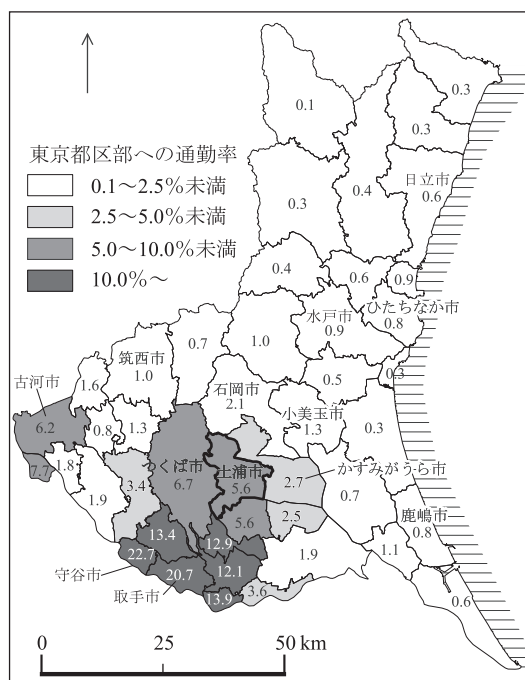 0.1
0.3
0.3
東京都区部への通勤率
0.1～2.5％未満
2.5～5.0％未満
5.0～10.0％未満
10.0％～
0.3
0.4
日立市
0.6
0.4
0.6
0.9
水戸市
0.9
ひたちなか市
0.8
0.7
1.0
筑西市
1.0
0.5
0.3
古河市
6.2
1.6
石岡市
2.1
小美玉市
1.3
0.3
0.8
1.3
つくば市
6.7
土浦市
5.6
かすみがうら市
2.7
0.7
7.7
1.8
1.9
3.4
5.6
2.5
鹿嶋市
0.8
13.4
12.9
22.7
守谷市
20.7
取手市
12.1
1.9
1.1
13.9
3.6
0.6
0
25
50 km